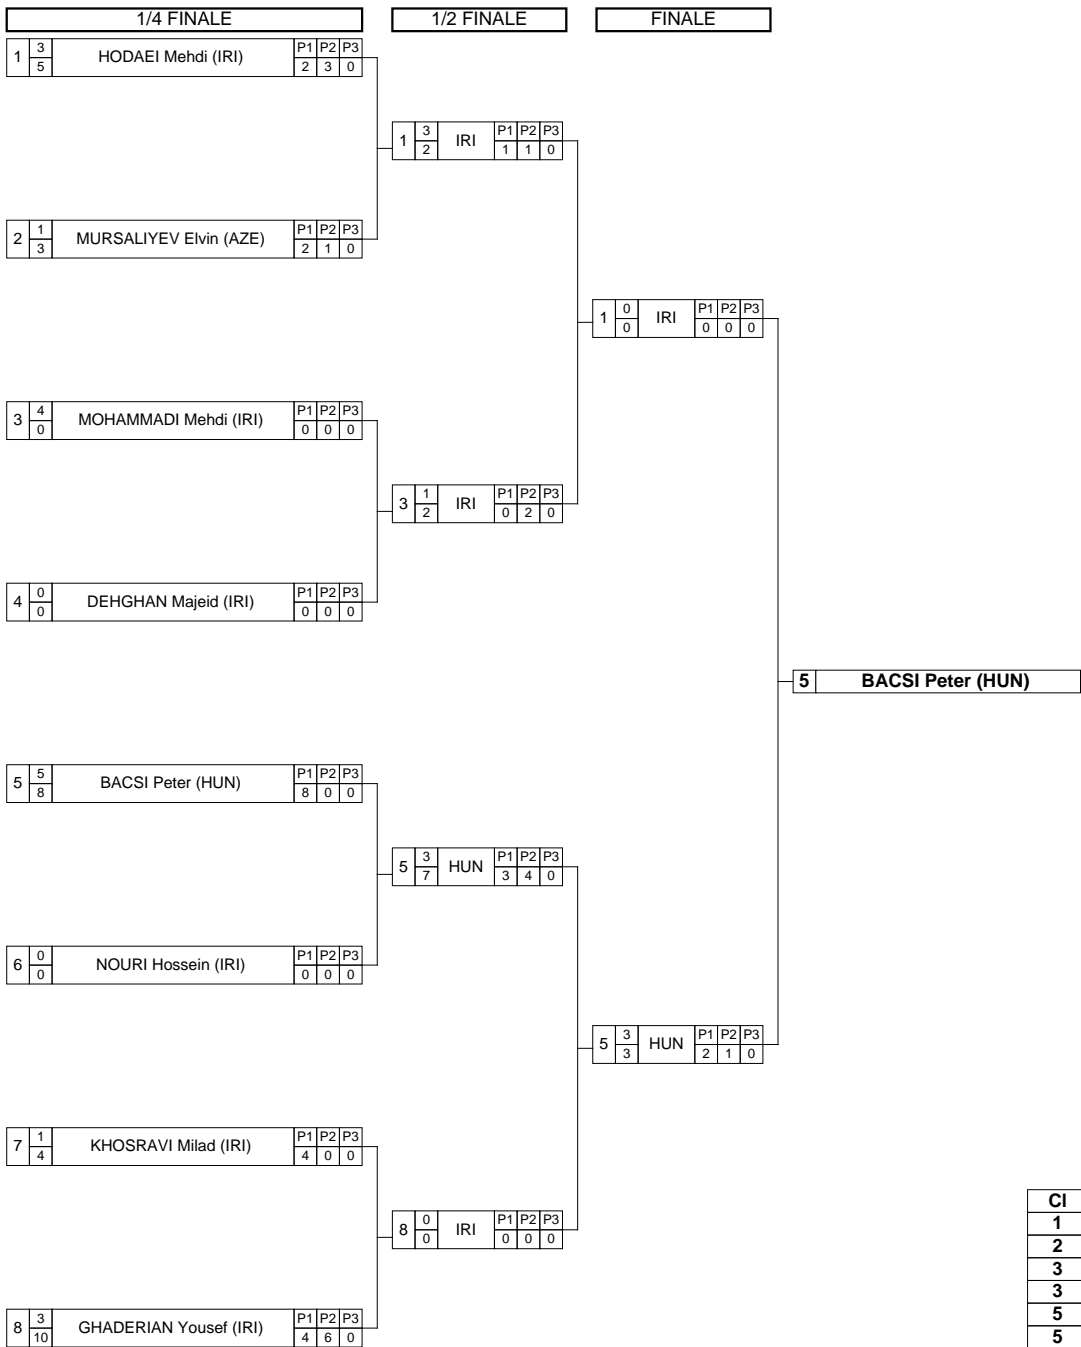 1/4 FINALE 1/2 FINALE FINALE
1 3 5 HODAEI Mehdi (IRI) P1 P2 P3 2 3 0
1 3 2 IRI P1 P2 P3 1 1 0
2 1 3 MURSALIYEV Elvin (AZE) P1 P2 P3 2 1 0
1 0 0 IRI P1 P2 P3 0 0 0
3 4 0 MOHAMMADI Mehdi (IRI) P1 P2 P3 0 0 0
3 1 2 IRI P1 P2 P3 0 2 0
4 0 0 DEHGHAN Majeid (IRI) P1 P2 P3 0 0 0
5 BACSI Peter (HUN)
5 5 8 BACSI Peter (HUN) P1 P2 P3 8 0 0
5 3 7 HUN P1 P2 P3 3 4 0
6 0 0 NOURI Hossein (IRI) P1 P2 P3 0 0 0
5 3 3 HUN P1 P2 P3 2 1 0
7 1 4 KHOSRAVI Milad (IRI) P1 P2 P3 4 0 0
8 0 0 IRI P1 P2 P3 0 0 0
8 3 10 GHADERIAN Yousef (IRI) P1 P2 P3 4 6 0
Cl
1
2
3
3
5
5